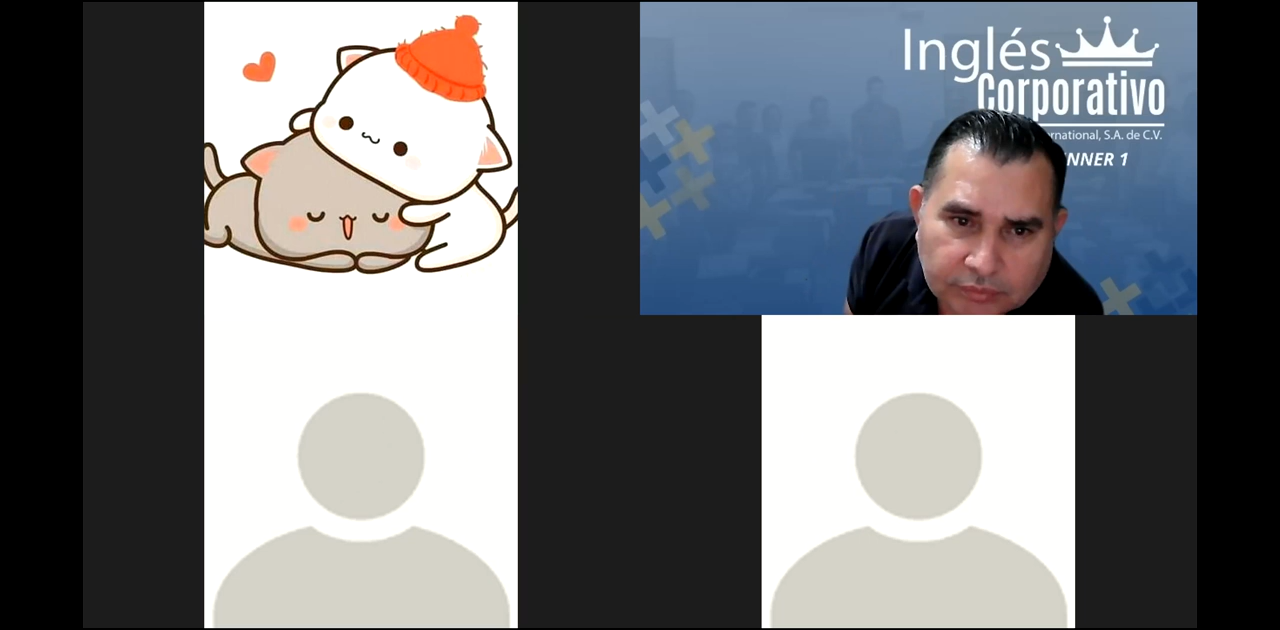 Inglés
Corporativo
rnational, S.A. de C.V.
NNER 1